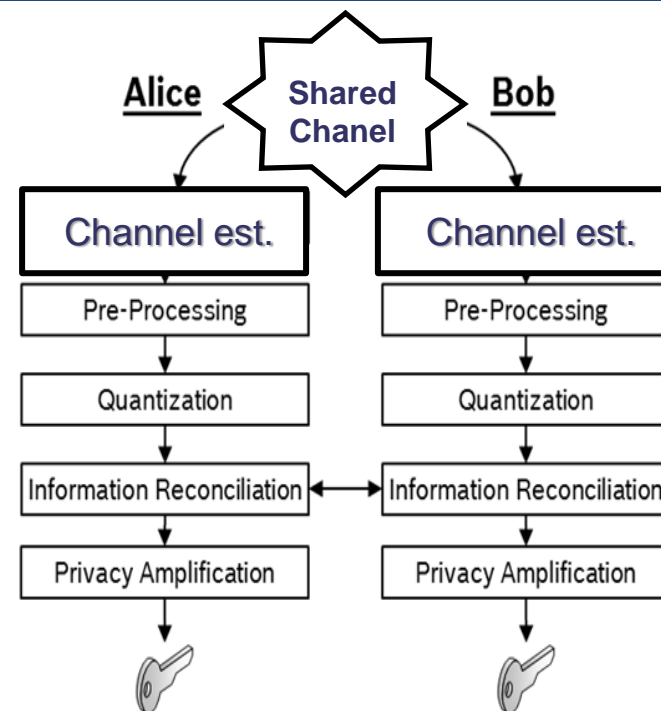 Alice
Shared
Chanel
Bob
Channel est.
Channel est.
Pre-Processing
Pre-Processing
Quantization
Quantization
Information Reconciliation
Information Reconciliation
Privacy Amplification
Privacy Amplification